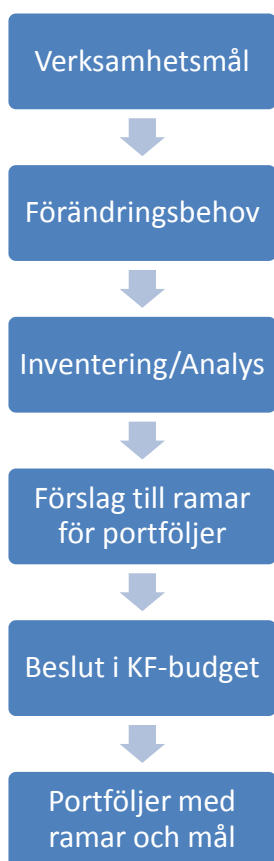 Verksamhetsmål
Förändringsbehov
Inventering/Analys
Förslag till ramar
för portföljer
Beslut i KF-budget
Portföljer med
ramar och mål